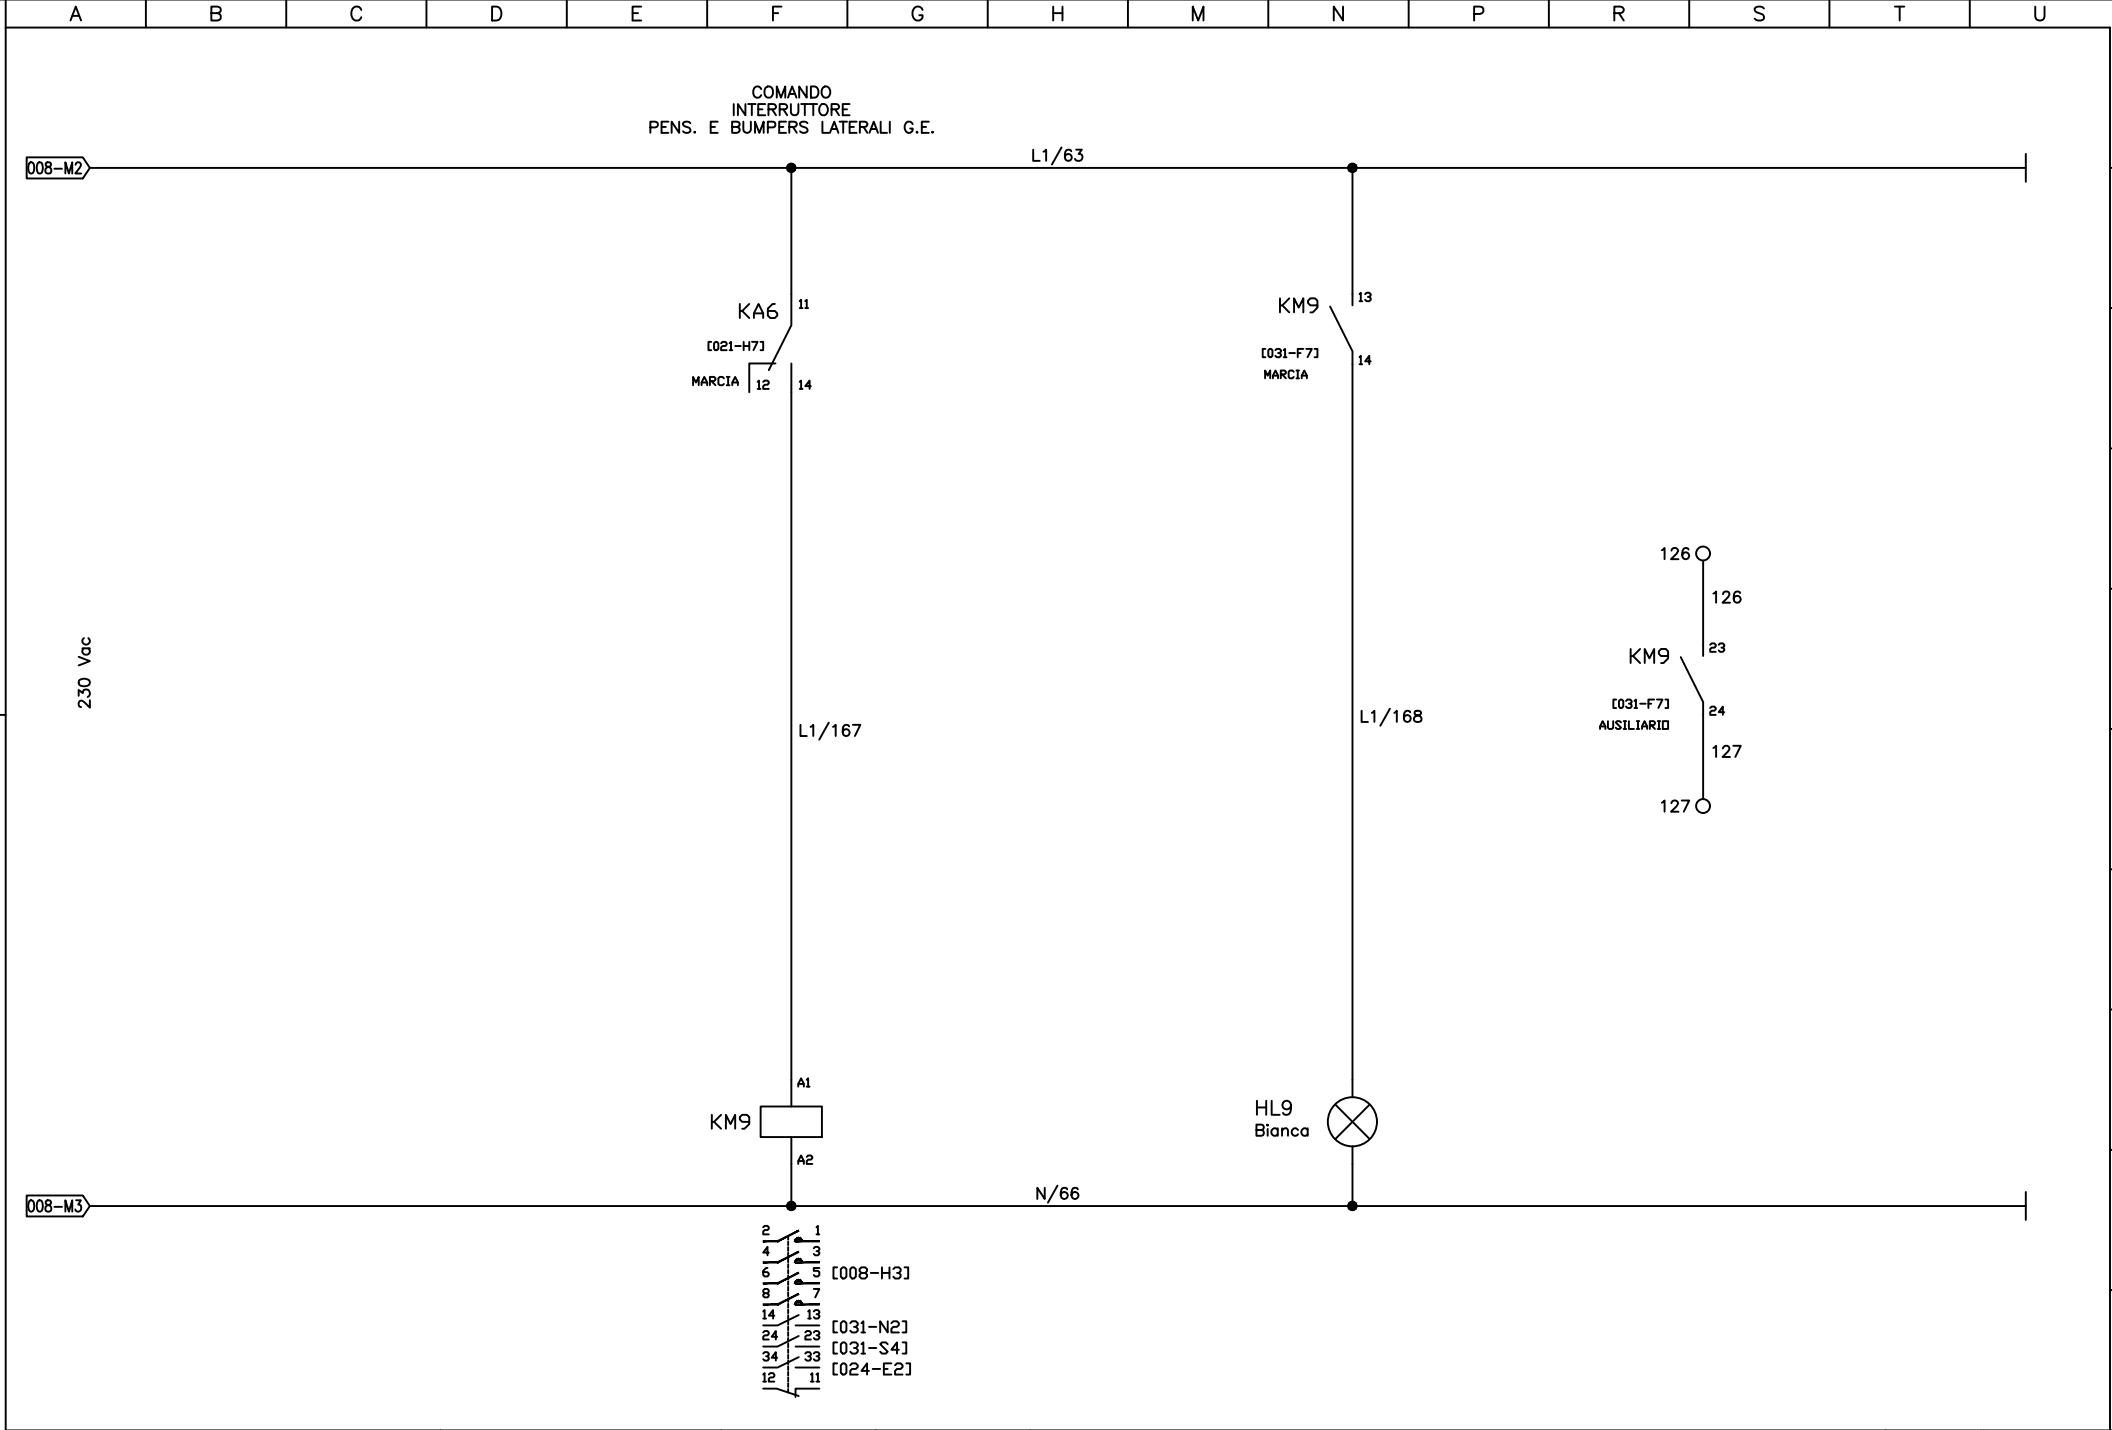 A B C D E F G H M N P R S T U
COMANDO
INTERRUTTORE
PENS. E BUMPERS LATERALI G.E.
008-M2
L1/63
KA6
11
[021-H7]
MARCIA
12
14
KM9
13
[031-F7]
14
MARCIA
126
126
KM9
23
[031-F7]
24
AUSILIARIO
127
127
230 Vac
L1/167
L1/168
A1
KM9
A2
HL9
Bianca
008-M3
N/66
2 1
4 3
6 5 [008-H3]
8 7
14 13 [031-N2]
24 23 [031-S4]
34 33 [024-E2]
12 11